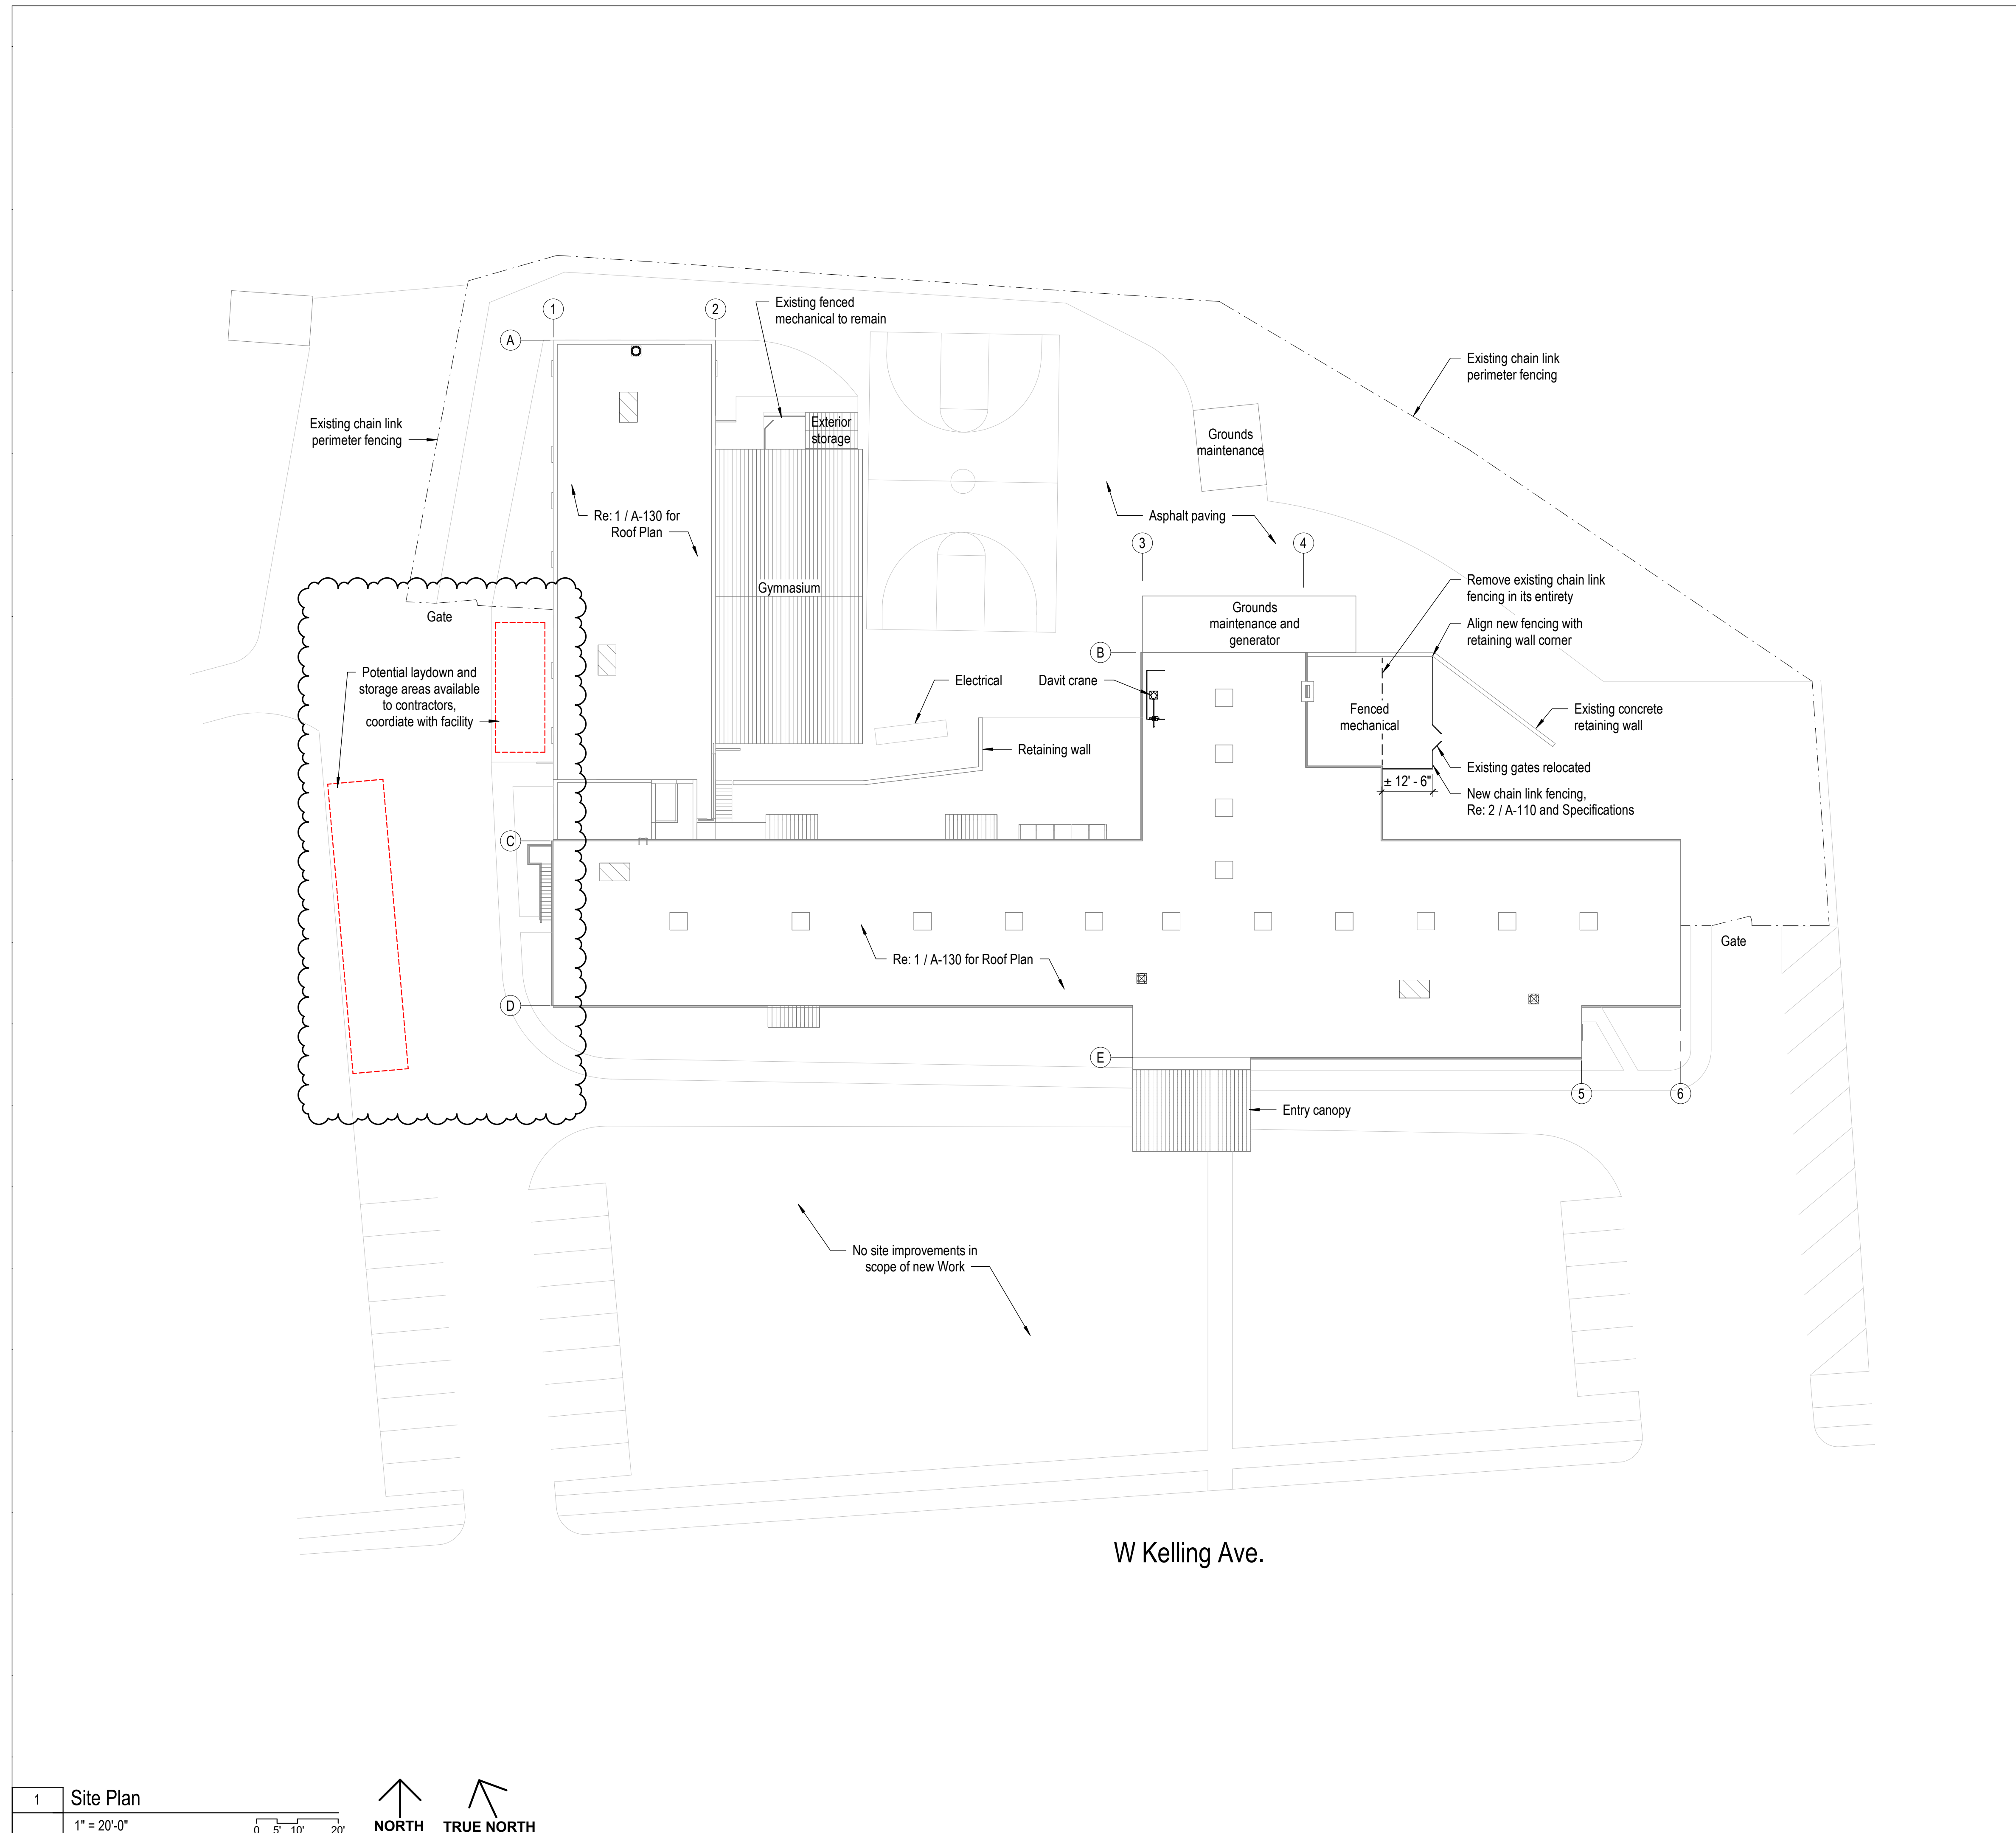 1
2
Existing fenced
mechanical to remain
A
Existing chain link
perimeter fencing
Existing chain link
perimeter fencing
Exterior
storage
Grounds
maintenance
Re: 1 / A-130 for
Roof Plan
Asphalt paving
3
4
Gymnasium
Remove existing chain link
fencing in its entirety
Gate
Grounds
maintenance and
generator
Align new fencing with
retaining wall corner
B
Potential laydown and
storage areas available
to contractors,
coordiate with facility
Electrical
Davit crane
Fenced
mechanical
Existing concrete
retaining wall
Retaining wall
Existing gates relocated
± 12' - 6"
New chain link fencing,
Re: 2 / A-110 and Specifications
C
Gate
Re: 1 / A-130 for Roof Plan
D
E
5
6
Entry canopy
No site improvements in
scope of new Work
W Kelling Ave.
1
Site Plan
1" = 20'-0"
0 5' 10' 20'
NORTH
TRUE NORTH